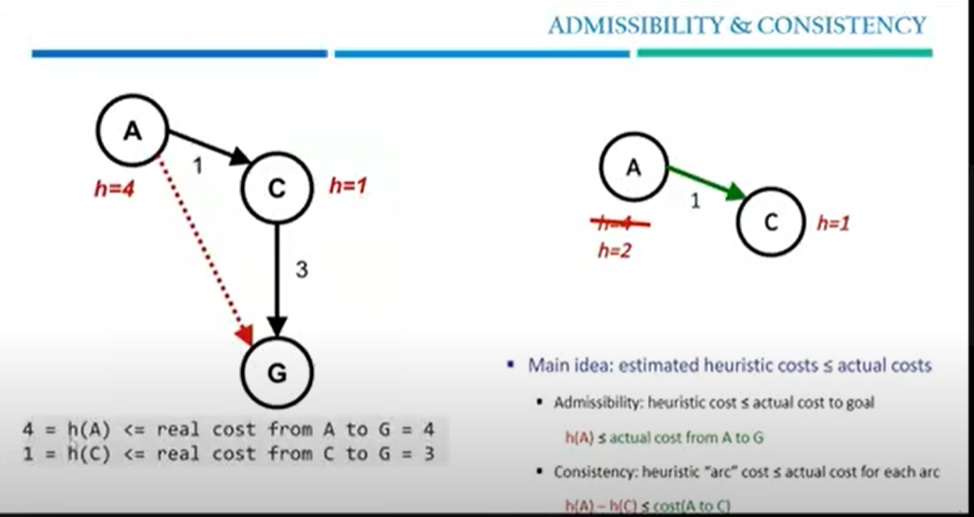 ADMISSIBILITY & CONSISTENCY
A
1
h=4
C
h=1
3
G
4 = h(A) <= real cost from A to G = 4
1 = h(C) <= real cost from C to G = 3
A
1
h=4
h=2
C
h=1
▪ Main idea: estimated heuristic costs ≤ actual costs
▪ Admissibility: heuristic cost ≤ actual cost to goal
h(A) ≤ actual cost from A to G
▪ Consistency: heuristic “arc” cost ≤ actual cost for each arc
h(A) – h(C) ≤ cost(A to C)